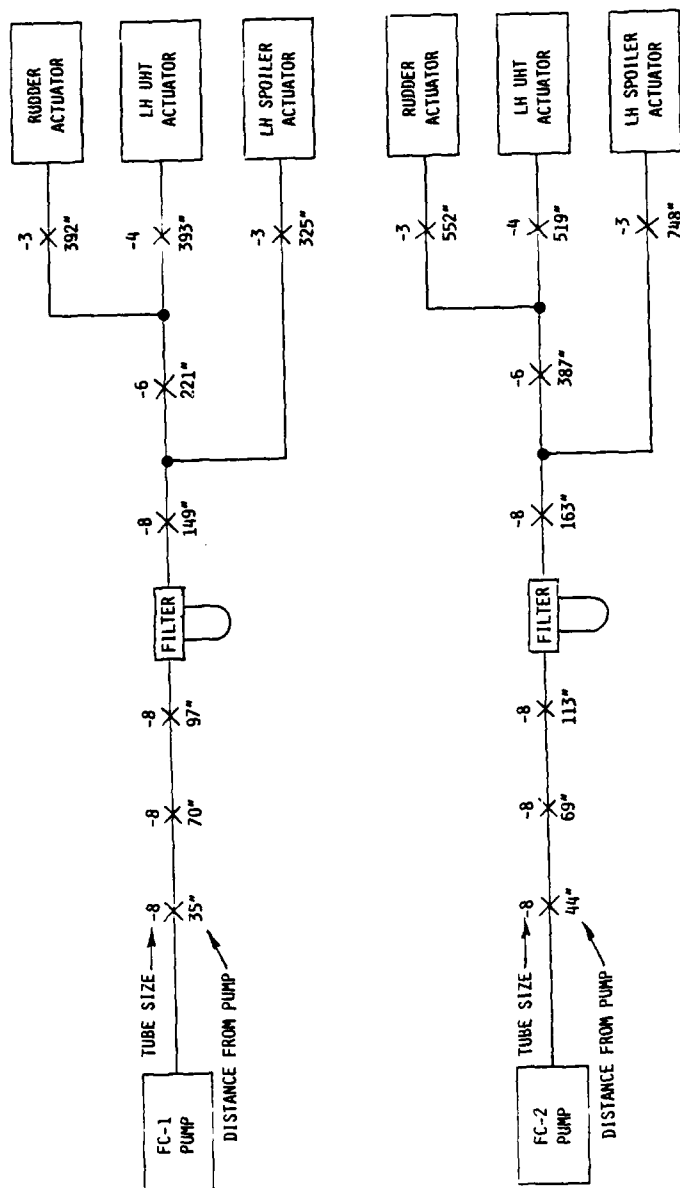 FC-1
PUMP
TUBE SIZE
DISTANCE FROM PUMP
-8
35"
-8
70"
-8
97"
FILTER
-8
149"
-6
221"
-3
392"
-4
393"
-3
325"
RUDDER
ACTUATOR
LH UHT
ACTUATOR
LH SPOILER
ACTUATOR
FC-2
PUMP
TUBE SIZE
DISTANCE FROM PUMP
-8
44"
-8
69"
-8
113"
FILTER
-8
163"
-6
387"
-3
552"
-4
519"
-3
748"
RUDDER
ACTUATOR
LH UHT
ACTUATOR
LH SPOILER
ACTUATOR